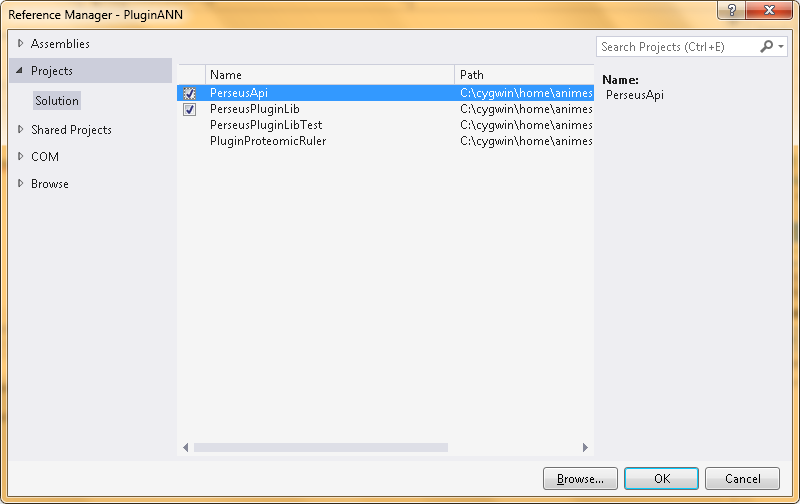 Reference Manager - PluginANN
?
Assemblies
Projects
Solution
Shared Projects
COM
Browse
Name Path
PerseusApi C:\cygwin\home\animes
PerseusPluginLib C:\cygwin\home\animes
PerseusPluginLibTest C:\cygwin\home\animes
PluginProteomicRuler C:\cygwin\home\animes
Search Projects (Ctrl+E)
Name:
PerseusApi
Browse... OK Cancel